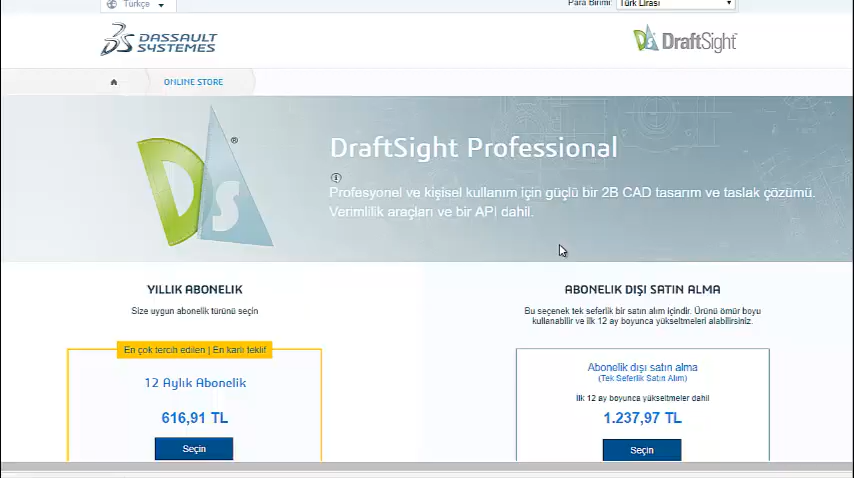 Türkçe
Para Birimi: Türk Lirası
DASSAULT
SYSTEMES
DraftSight
ONLINE STORE
DS®
DraftSight Professional
Profesyonel ve kişisel kullanım için güçlü bir 2B CAD tasarım ve taslak çözümü.
Verimlilik araçları ve bir API dahil.
YILLIK ABONELIK
Size uygun abonelik türünü seçin
En çok tercih edilen | En karlı teklif
12 Aylık Abonelik
616,91 TL
Seçin
ABONELIK DIŞI SATIN ALMA
Bu seçenek tek seferlik bir satın alım içindir. Ürünü ömür boyu
kullanabilir ve ilk 12 ay boyunca yükseltmeleri alabilirsiniz.
Abonelik dışı satın alma
(Tek Seferlik Satın Alım)
İlk 12 ay boyunca yükseltmeler dahil
1.237,97 TL
Seçin